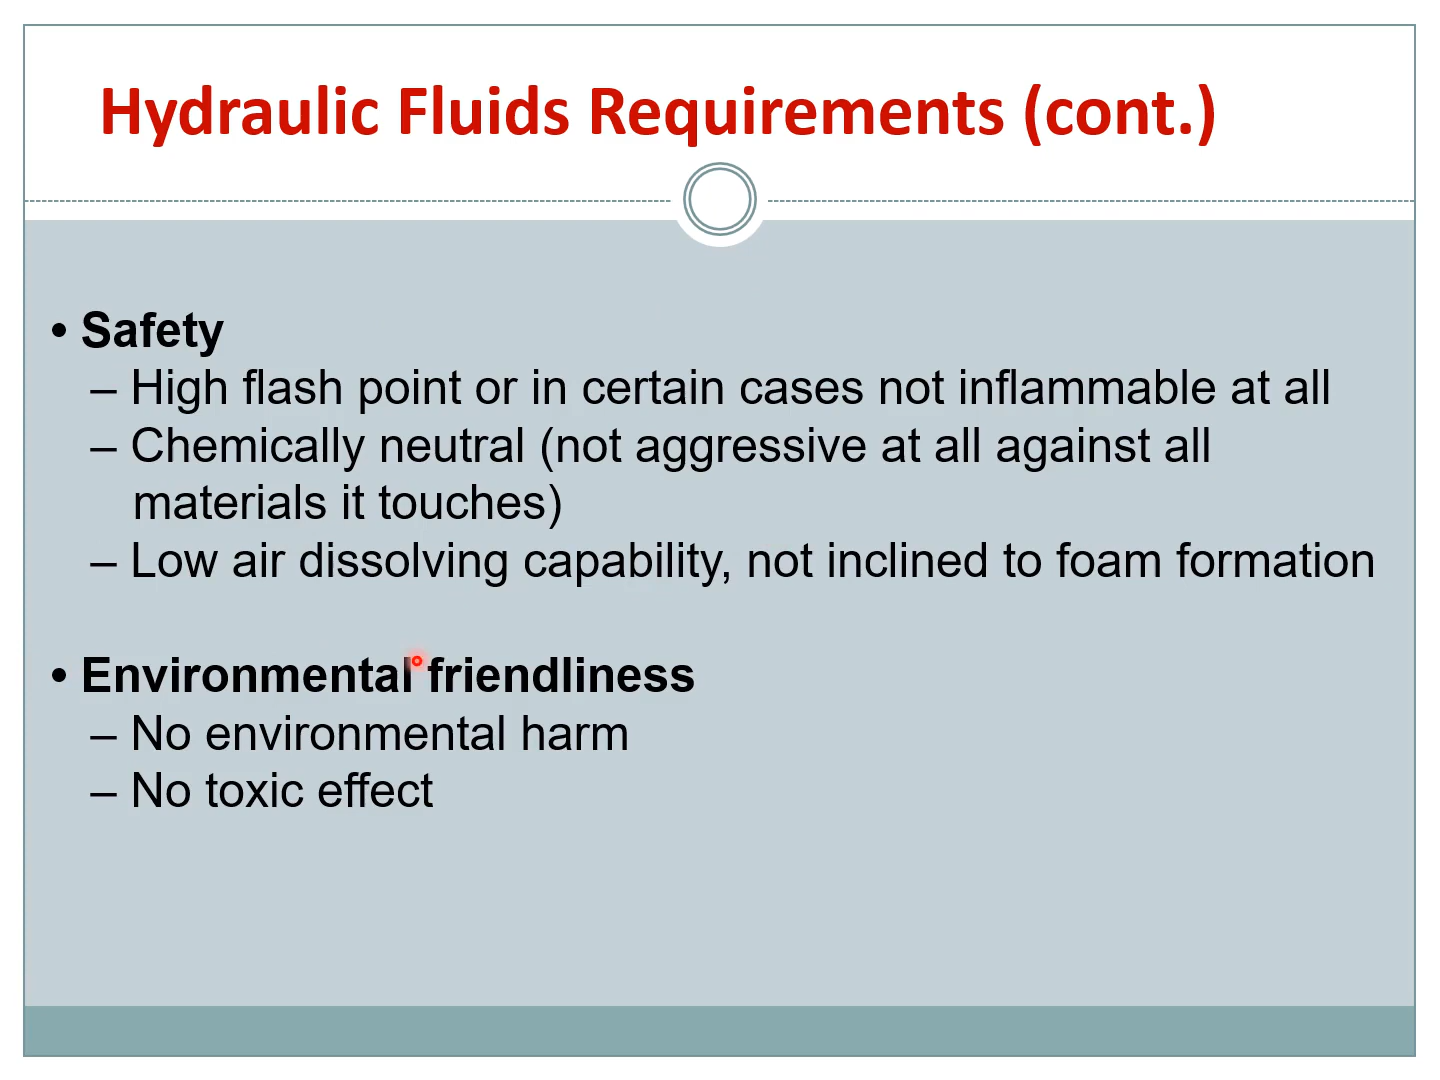 Hydraulic Fluids Requirements (cont.)
• Safety
– High flash point or in certain cases not inflammable at all
– Chemically neutral (not aggressive at all against all
materials it touches)
– Low air dissolving capability, not inclined to foam formation
• Environmental friendliness
– No environmental harm
– No toxic effect